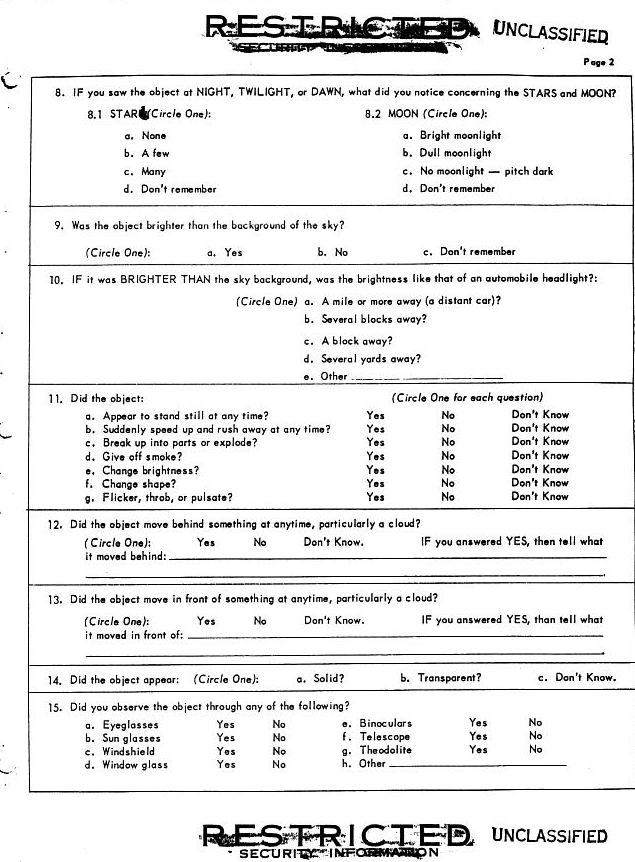 RESTRICTED UNCLASSIFIED
SECURITY INFORMATION
Page 2
8. IF you saw the object at NIGHT, TWILIGHT, or DAWN, what did you notice concerning the STARS and MOON?
8.1 STAR (Circle One): 8.2 MOON (Circle One):
a. None a. Bright moonlight
b. A few b. Dull moonlight
c. Many c. No moonlight — pitch dark
d. Don't remember d. Don't remember
9. Was the object brighter than the background of the sky?
(Circle One): a. Yes b. No c. Don't remember
10. IF it was BRIGHTER THAN the sky background, was the brightness like that of an automobile headlight?:
(Circle One) a. A mile or more away (a distant car)?
b. Several blocks away?
c. A block away?
d. Several yards away?
e. Other
11. Did the object: (Circle One for each question)
a. Appear to stand still at any time? Yes No Don't Know
b. Suddenly speed up and rush away at any time? Yes No Don't Know
c. Break up into parts or explode? Yes No Don't Know
d. Give off smoke? Yes No Don't Know
e. Change brightness? Yes No Don't Know
f. Change shape? Yes No Don't Know
g. Flicker, throb, or pulsate? Yes No Don't Know
12. Did the object move behind something at anytime, particularly a cloud?
(Circle One): Yes No Don't Know. IF you answered YES, then tell what
it moved behind:
13. Did the object move in front of something at anytime, particularly a cloud?
(Circle One): Yes No Don't Know. IF you answered YES, than tell what
it moved in front of:
14. Did the object appear: (Circle One): a. Solid? b. Transparent? c. Don't Know.
15. Did you observe the object through any of the following?
a. Eyeglasses Yes No e. Binoculars Yes No
b. Sun glasses Yes No f. Telescope Yes No
c. Windshield Yes No g. Theodolite Yes No
d. Window glass Yes No h. Other
RESTRICTED UNCLASSIFIED
SECURITY INFORMATION